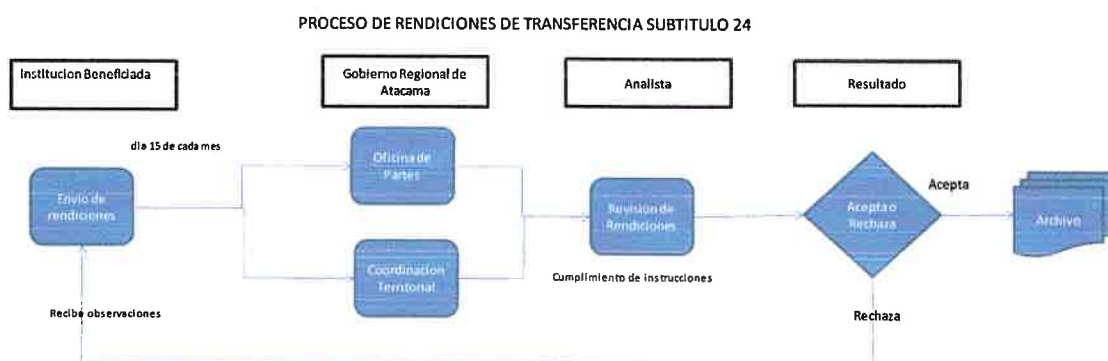 PROCESO DE RENDICIONES DE TRANSFERENCIA SUBTITULO 24
Institucion Beneficiada
Gobierno Regional de
Atacama
Analista
Resultado
dia 15 de cada mes
Envio de
rendiciones
Oficina de
Partes
Coordinacion
Territorial
Revision de
Rendiciones
Cumplimiento de instrucciones
Acepta o
Rechaza
Acepta
Archivo
Recibe observaciones
Rechaza